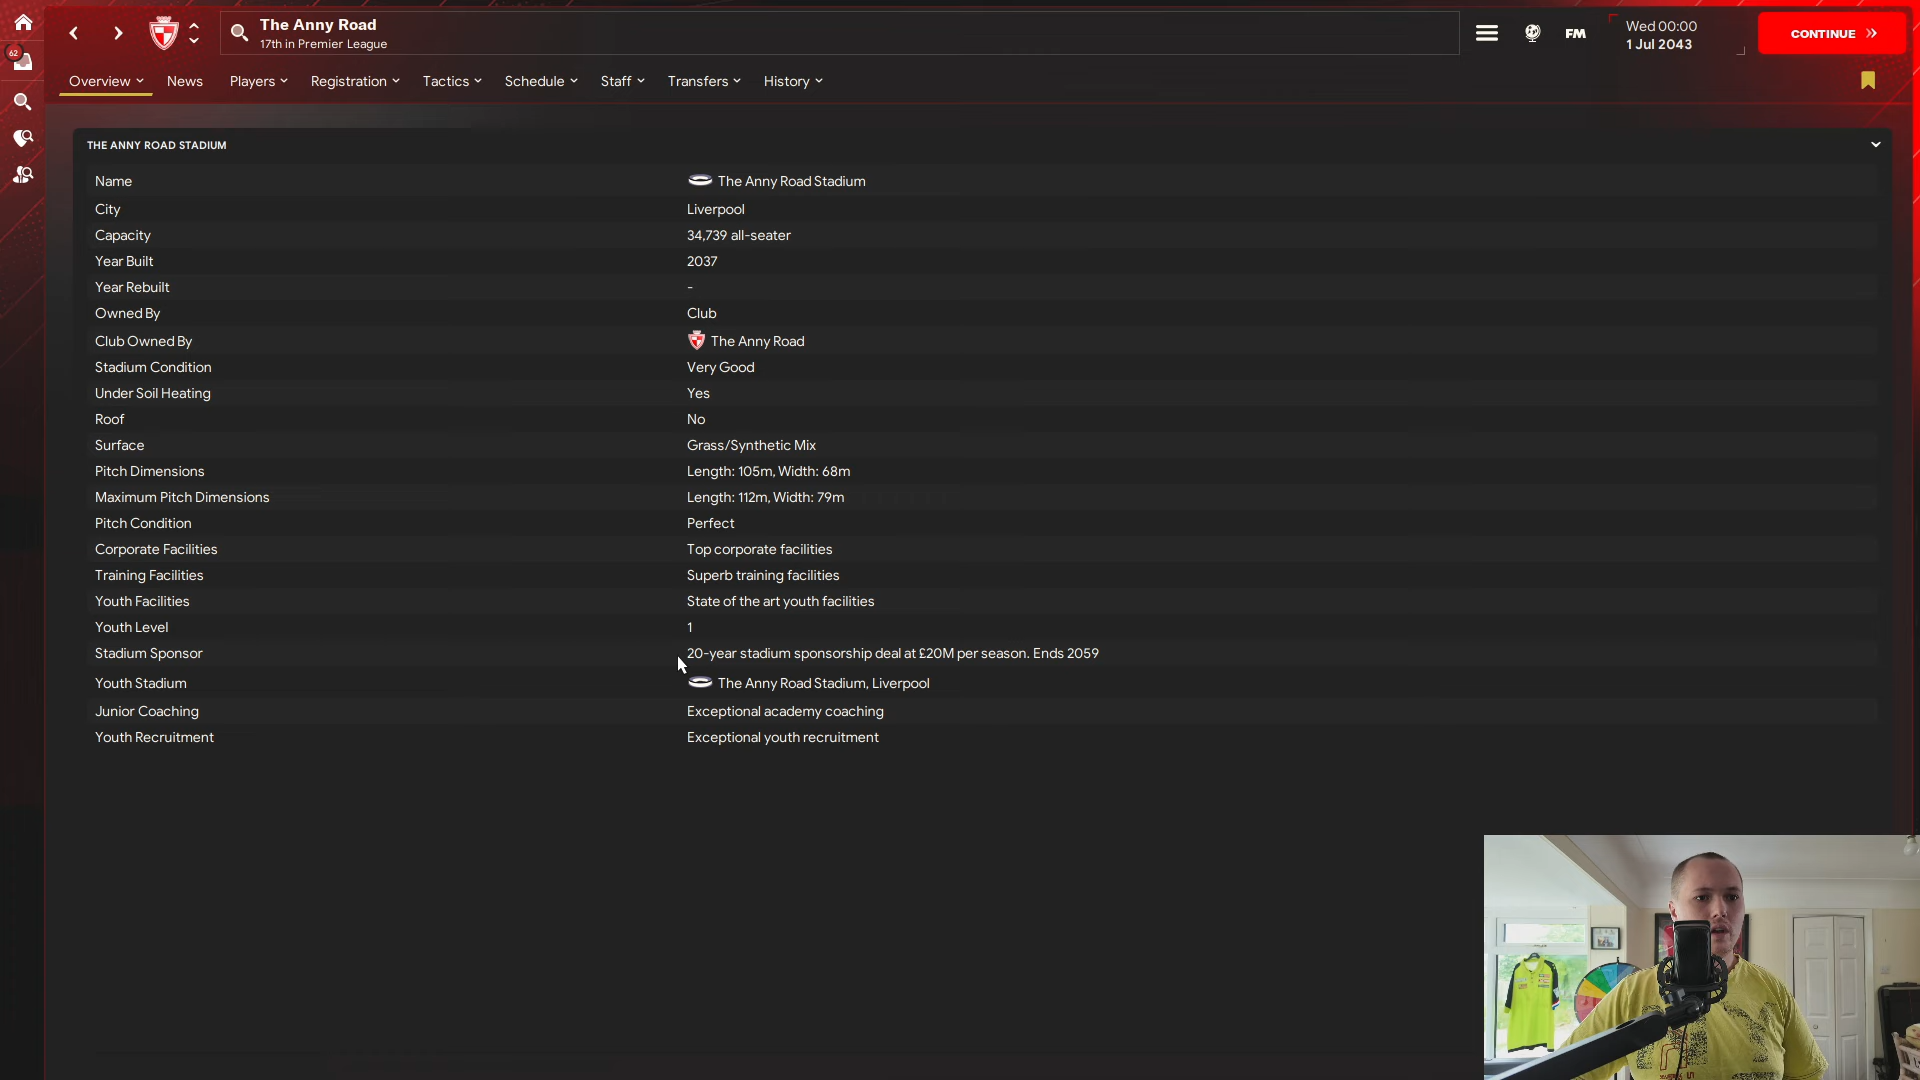 The Anny Road
17th in Premier League
FM
Wed 00:00
1 Jul 2043
CONTINUE
62
Overview
News
Players
Registration
Tactics
Schedule
Staff
Transfers
History
THE ANNY ROAD STADIUM
Name The Anny Road Stadium
City Liverpool
Capacity 34,739 all-seater
Year Built 2037
Year Rebuilt -
Owned By Club
Club Owned By The Anny Road
Stadium Condition Very Good
Under Soil Heating Yes
Roof No
Surface Grass/Synthetic Mix
Pitch Dimensions Length: 105m, Width: 68m
Maximum Pitch Dimensions Length: 112m, Width: 79m
Pitch Condition Perfect
Corporate Facilities Top corporate facilities
Training Facilities Superb training facilities
Youth Facilities State of the art youth facilities
Youth Level 1
Stadium Sponsor 20-year stadium sponsorship deal at £20M per season. Ends 2059
Youth Stadium The Anny Road Stadium, Liverpool
Junior Coaching Exceptional academy coaching
Youth Recruitment Exceptional youth recruitment